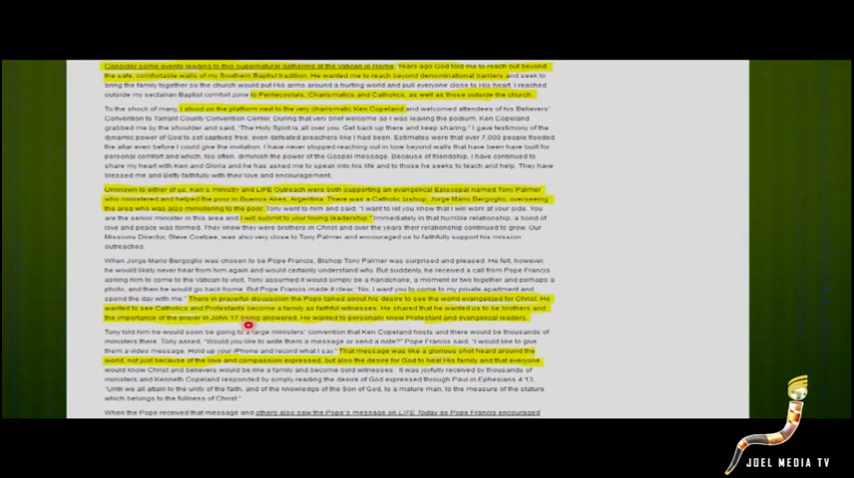 Consider some events leading to this supernatural gathering at the Vatican in Rome. Years ago God told me to reach out beyond
the safe, comfortable walls of my Southern Baptist tradition. He wanted me to reach beyond denominational barriers and seek to
bring the family together so the church would put His arms around a hurting world and pull everyone close to His heart. I reached
outside my sectarian Baptist comfort zone to Pentecostals, Charismatics and Catholics, as well as those outside the church.
To the shock of many, I stood on the platform next to the very charismatic Ken Copeland and welcomed attendees of his Believers'
Convention to Tarrant County Convention Center. During that very brief welcome as I was leaving the podium, Ken Copeland
grabbed me by the shoulder and said, "The Holy Spirit is all over you. Get back up there and keep sharing." I gave testimony of the
dynamic power of God to set captives free, even defeated preachers like I had been. Estimates were that over 7,000 people flooded
the altar even before I could give the invitation. I have never stopped reaching out in love beyond walls that have been built for
personal comfort and which, too often, diminish the power of the Gospel message. Because of friendship, I have continued to
share my heart with Ken and Gloria and he has asked me to speak into his life and to those he seeks to teach and help. They have
blessed me and Betty faithfully with their love and encouragement.
Unknown to either of us, Ken's ministry and LIFE Outreach were both supporting an evangelical Episcopal named Tony Palmer
who ministered and helped the poor in Buenos Aires, Argentina. There was a Catholic bishop, Jorge Mario Bergoglio, overseeing
the area who was also ministering to the poor. Tony went to him and said, "I want to let you know that I will work at your side. You
are the senior minister in this area and I will submit to your loving leadership." Immediately in that humble relationship, a bond of
love and peace was formed. They knew they were brothers in Christ and over the years their relationship continued to grow. Our
Missions Director, Steve Coetzee, was also very close to Tony Palmer and encouraged us to faithfully support his mission
outreaches.
When Jorge Mario Bergoglio was chosen to be Pope Francis, Bishop Tony Palmer was surprised and pleased. He felt, however,
he would likely never hear from him again and would certainly understand why. But suddenly, he received a call from Pope Francis
asking him to come to the Vatican to visit. Tony assumed it would simply be a handshake, a moment or two together and perhaps a
photo, and then he would go back home. But Pope Francis made it clear, "No, I want you to come to my private apartment and
spend the day with me." There in prayerful discussion the Pope talked about his desire to see the world evangelized for Christ. He
wanted to see Catholics and Protestants become a family as faithful witnesses. He shared that he wanted us to be brothers and
the importance of the prayer in John 17 being answered. He wanted to personally know Protestant and evangelical leaders.
Tony told him he would soon be going to a large ministers' convention that Ken Copeland hosts and there would be thousands of
ministers there. Tony asked, "Would you like to write them a message or send a note?" Pope Francis said, "I would like to give
them a video message. Hold up your iPhone and record what I say." That message was like a glorious shot heard around the
world, not just because of the love and compassion expressed, but also the desire for God to heal His family and that everyone
would know Christ and believers would be like a family and become bold witnesses. It was joyfully received by thousands of
ministers and Kenneth Copeland responded by simply reading the desire of God expressed through Paul in Ephesians 4:13,
"Until we all attain to the unity of the faith, and of the knowledge of the Son of God, to a mature man, to the measure of the stature
which belongs to the fullness of Christ."
When the Pope received that message and others also saw the Pope's message on LIFE Today as Pope Francis encouraged
JOEL MEDIA TV